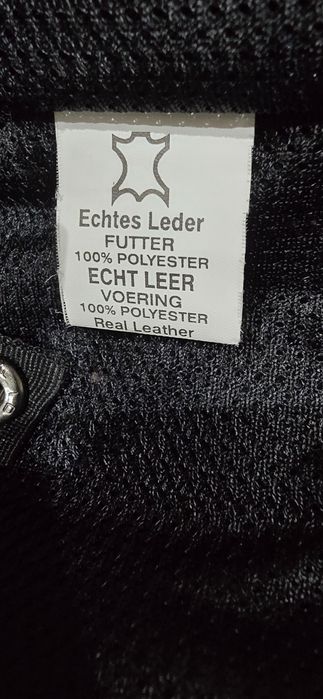 Echtes Leder
FUTTER
100% POLYESTER
ECHT LEER
VOERING
100% POLYESTER
Real Leather